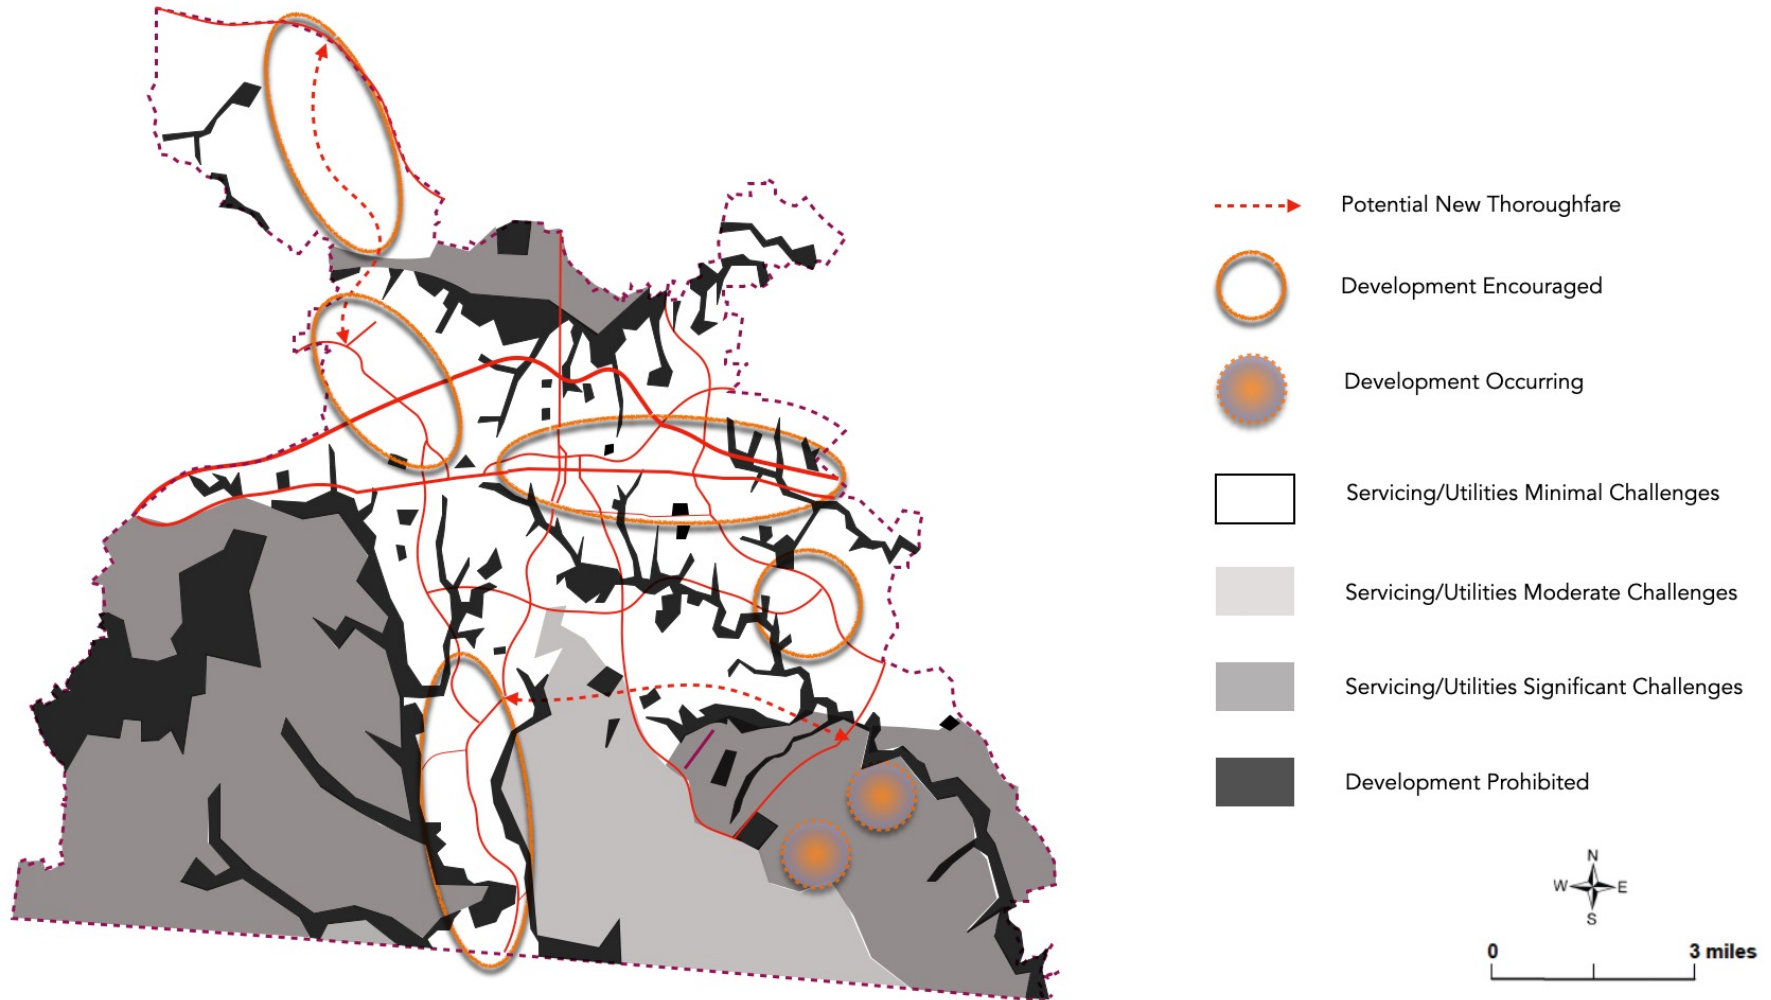 Potential New Thoroughfare
Development Encouraged
Development Occurring
Servicing/Utilities Minimal Challenges
Servicing/Utilities Moderate Challenges
Servicing/Utilities Significant Challenges
Development Prohibited
N
W E
S
0 3 miles